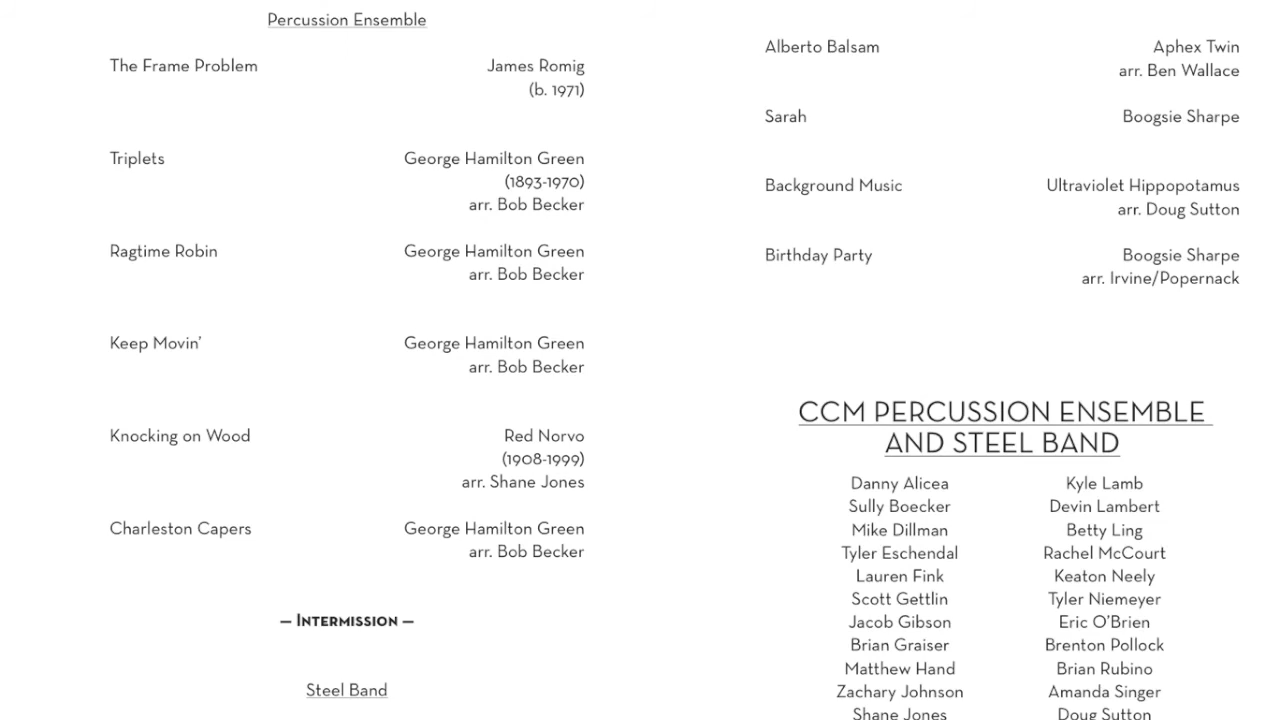 Percussion Ensemble
The Frame Problem James Romig
(b. 1971)
Triplets George Hamilton Green
(1893-1970)
arr. Bob Becker
Ragtime Robin George Hamilton Green
arr. Bob Becker
Keep Movin’ George Hamilton Green
arr. Bob Becker
Knocking on Wood Red Norvo
(1908-1999)
arr. Shane Jones
Charleston Capers George Hamilton Green
arr. Bob Becker
— Intermission —
Steel Band
Alberto Balsam Aphex Twin
arr. Ben Wallace
Sarah Boogsie Sharpe
Background Music Ultraviolet Hippopotamus
arr. Doug Sutton
Birthday Party Boogsie Sharpe
arr. Irvine/Popernack
CCM PERCUSSION ENSEMBLE
AND STEEL BAND
Danny Alicea Kyle Lamb
Sully Boecker Devin Lambert
Mike Dillman Betty Ling
Tyler Eschendal Rachel McCourt
Lauren Fink Keaton Neely
Scott Gettlin Tyler Niemeyer
Jacob Gibson Eric O’Brien
Brian Graiser Brenton Pollock
Matthew Hand Brian Rubino
Zachary Johnson Amanda Singer
Shane Jones Doug Sutton